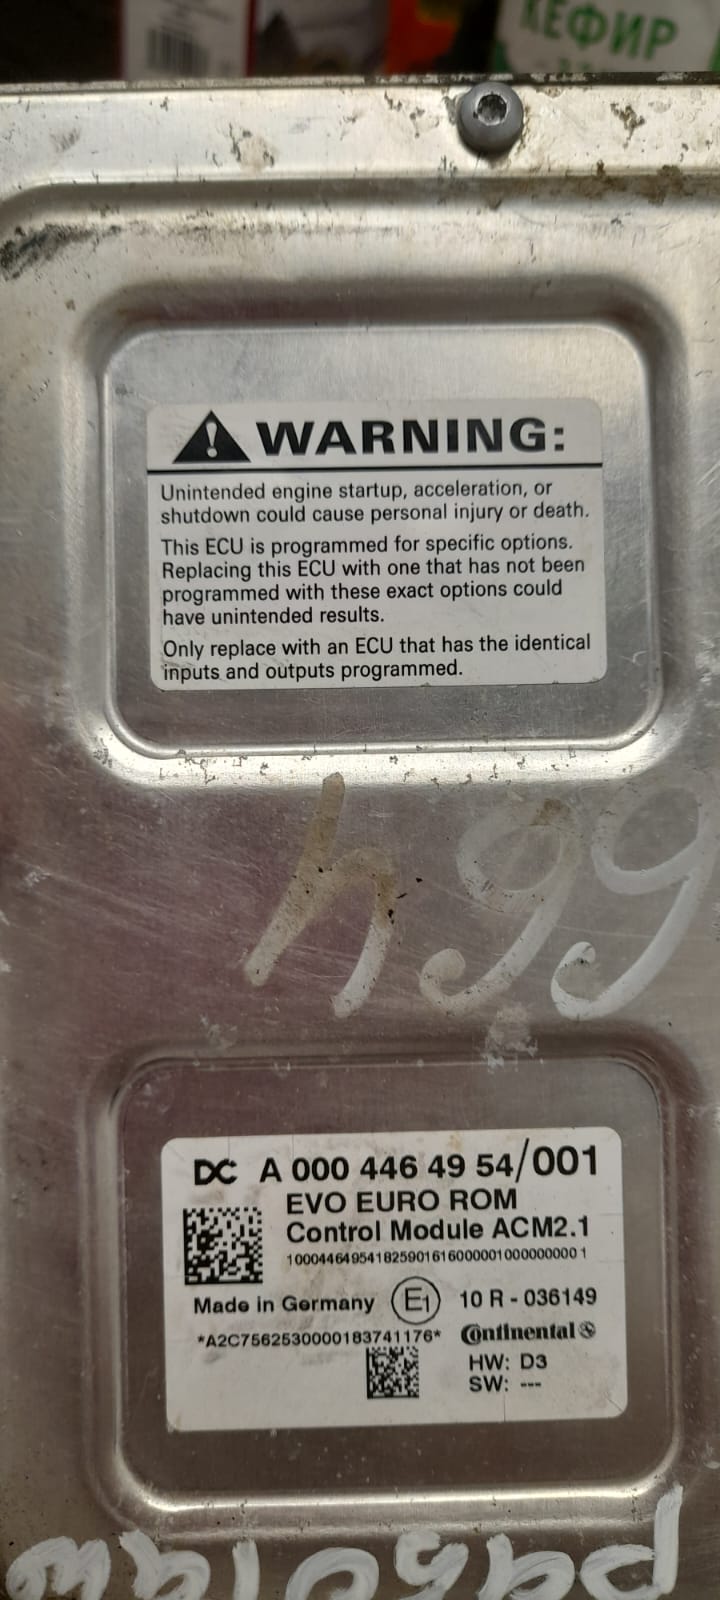 КЕФИР
WARNING:
Unintended engine startup, acceleration, or
shutdown could cause personal injury or death.
This ECU is programmed for specific options.
Replacing this ECU with one that has not been
programmed with these exact options could
have unintended results.
Only replace with an ECU that has the identical
inputs and outputs programmed.
DC A 000 446 49 54/001
EVO EURO ROM
Control Module ACM2.1
Made in Germany E1 10 R - 036149
*A2C7562530000183741176* Continental
HW: D3
SW: ---